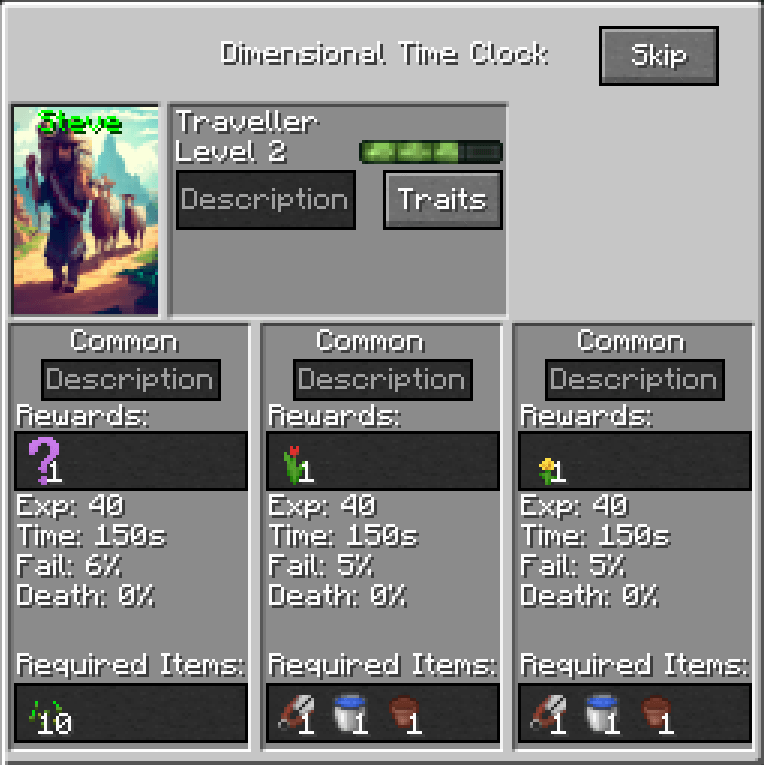 Dimensional Time Clock
Skip
Steve
Traveller
Level 2
Description
Traits
Common
Description
Rewards:
1
Exp: 40
Time: 150s
Fail: 6%
Death: 0%
Required Items:
10
Common
Description
Rewards:
1
Exp: 40
Time: 150s
Fail: 5%
Death: 0%
Required Items:
1 1 1
Common
Description
Rewards:
1
Exp: 40
Time: 150s
Fail: 5%
Death: 0%
Required Items:
1 1 1